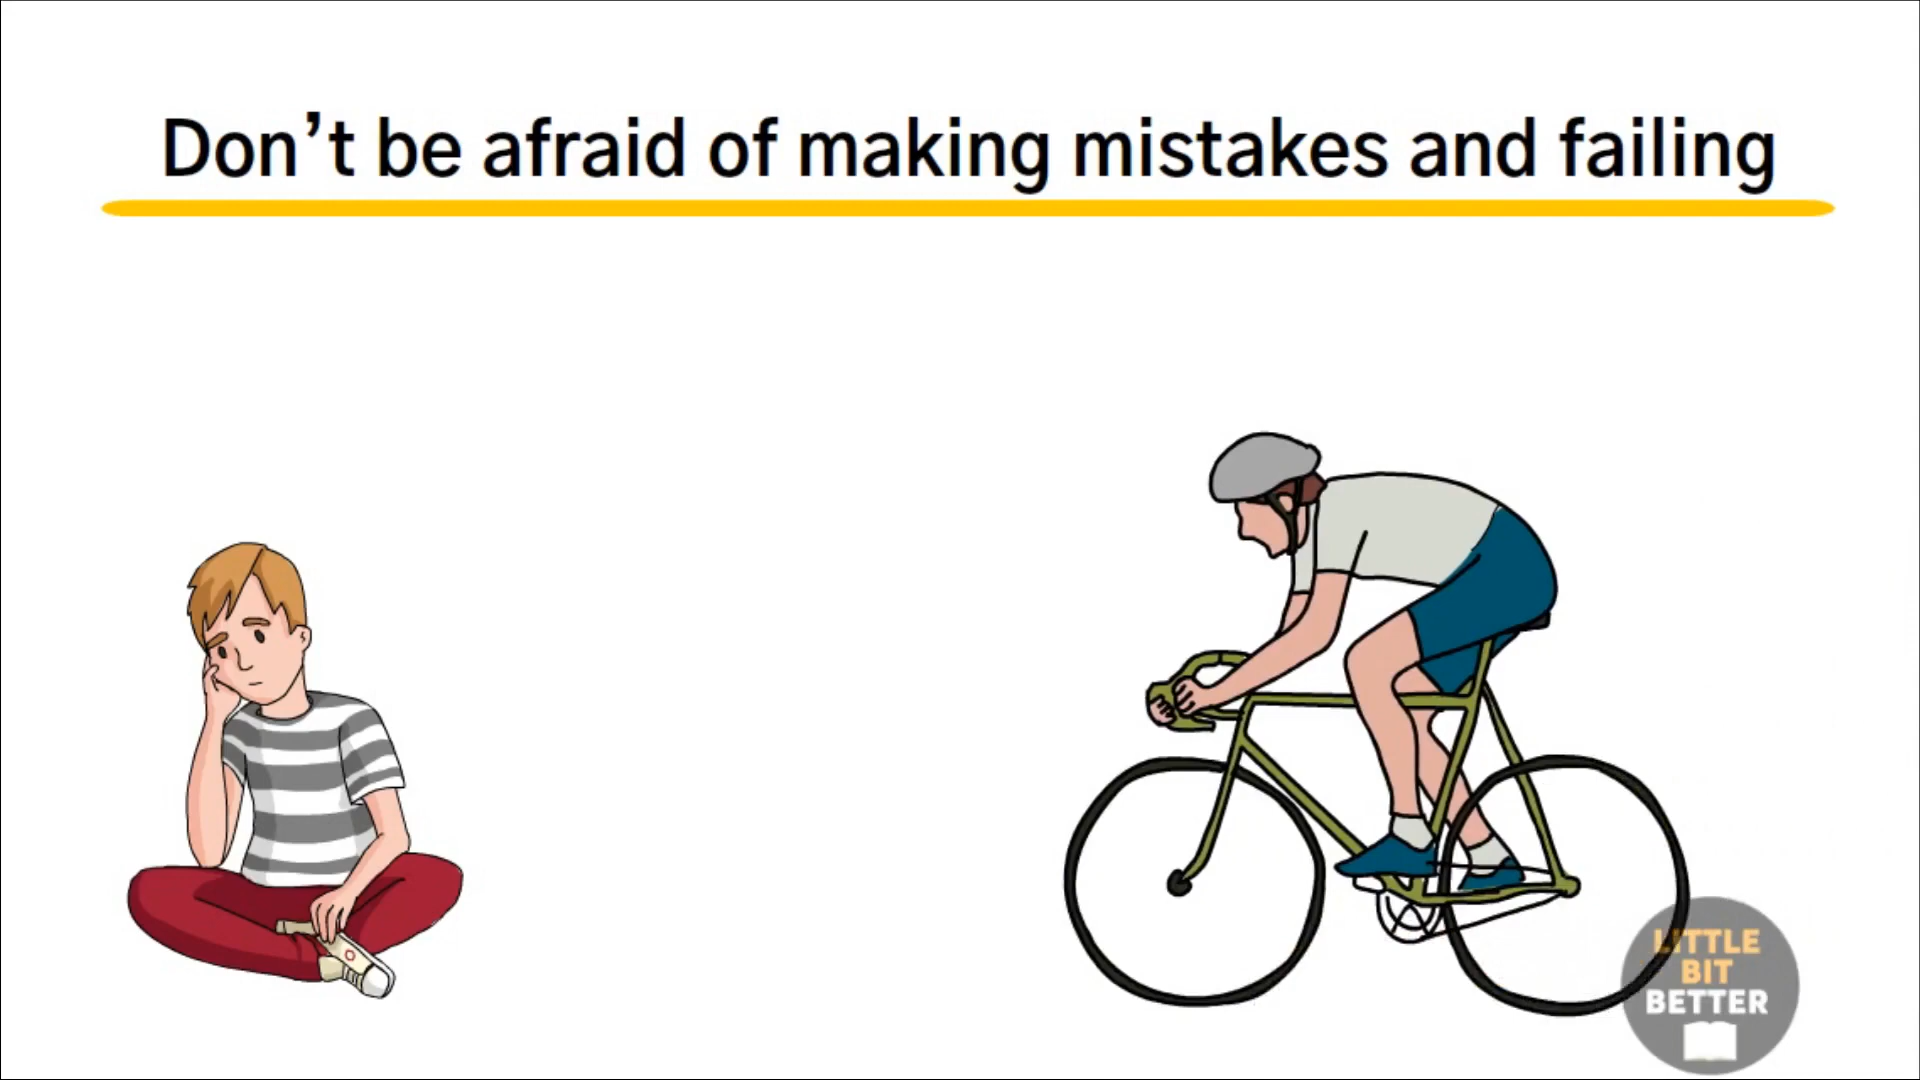 Don’t be afraid of making mistakes and failing
LITTLE
BIT
BETTER